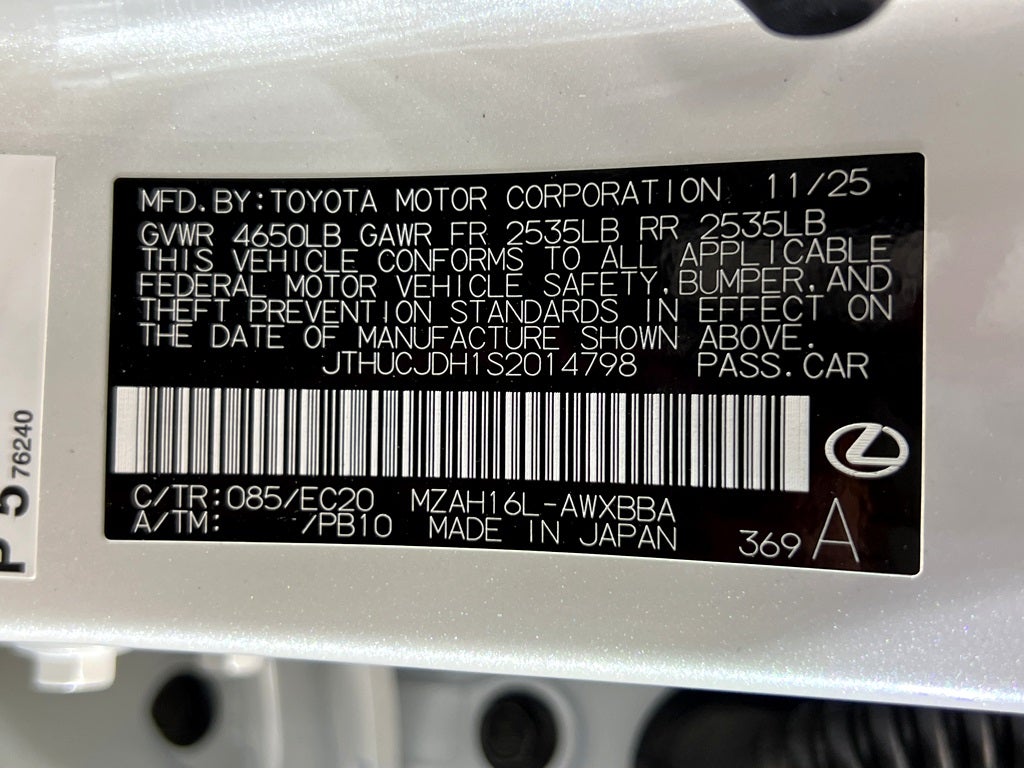 MFD.BY:TOYOTA MOTOR CORPORATION 11/25
GVWR 4650LB GAWR FR 2535LB RR 2535LB
THIS VEHICLE CONFORMS TO ALL APPLICABLE
FEDERAL MOTOR VEHICLE SAFETY,BUMPER,AND
THEFT PREVENTION STANDARDS IN EFFECT ON
THE DATE OF MANUFACTURE SHOWN ABOVE.
JTHUCJDH1S2014798 PASS.CAR
C/TR:085/EC20 MZAH16L-AWXBBA
A/TM: /PB10 MADE IN JAPAN 369 A
P 5
76240